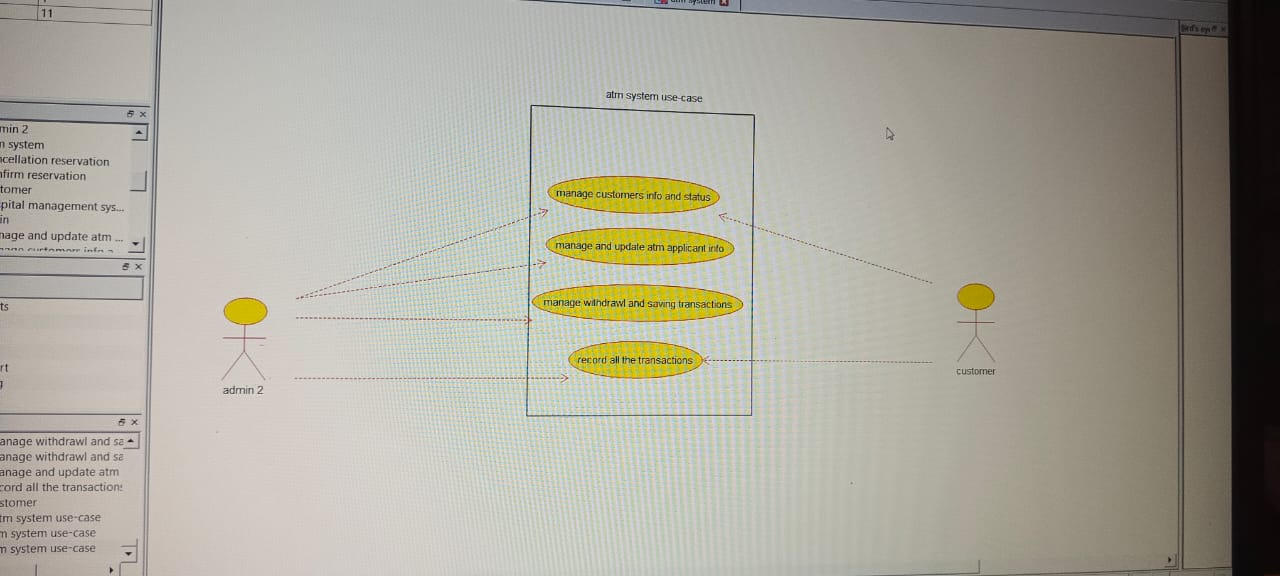 11
atm system
Bird's eye
min 2
m system
ncellation reservation
nfirm reservation
tomer
spital management sys...
in
nage and update atm ...
ts
rt
anage withdrawl and sa
anage withdrawl and sa
anage and update atm
cord all the transactions
stomer
tm system use-case
m system use-case
m system use-case
atm system use-case
manage customers info and status
manage and update atm applicant info
manage withdrawl and saving transactions
record all the transactions
admin 2
customer